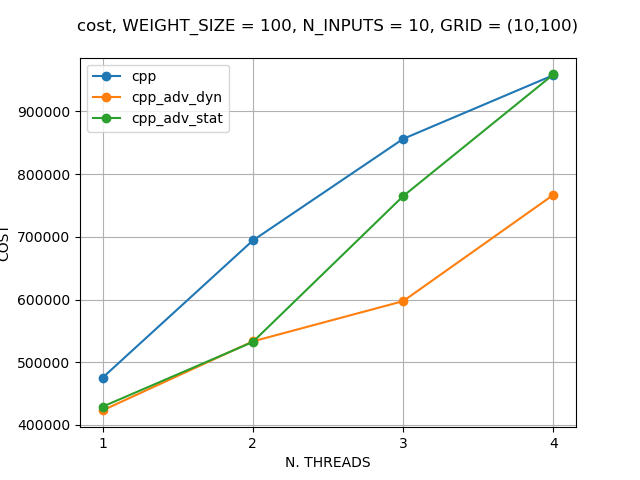 cost, WEIGHT_SIZE = 100, N_INPUTS = 10, GRID = (10,100)
cpp
cpp_adv_dyn
cpp_adv_stat
900000
800000
700000
600000
500000
400000
COST
1 2 3 4
N. THREADS